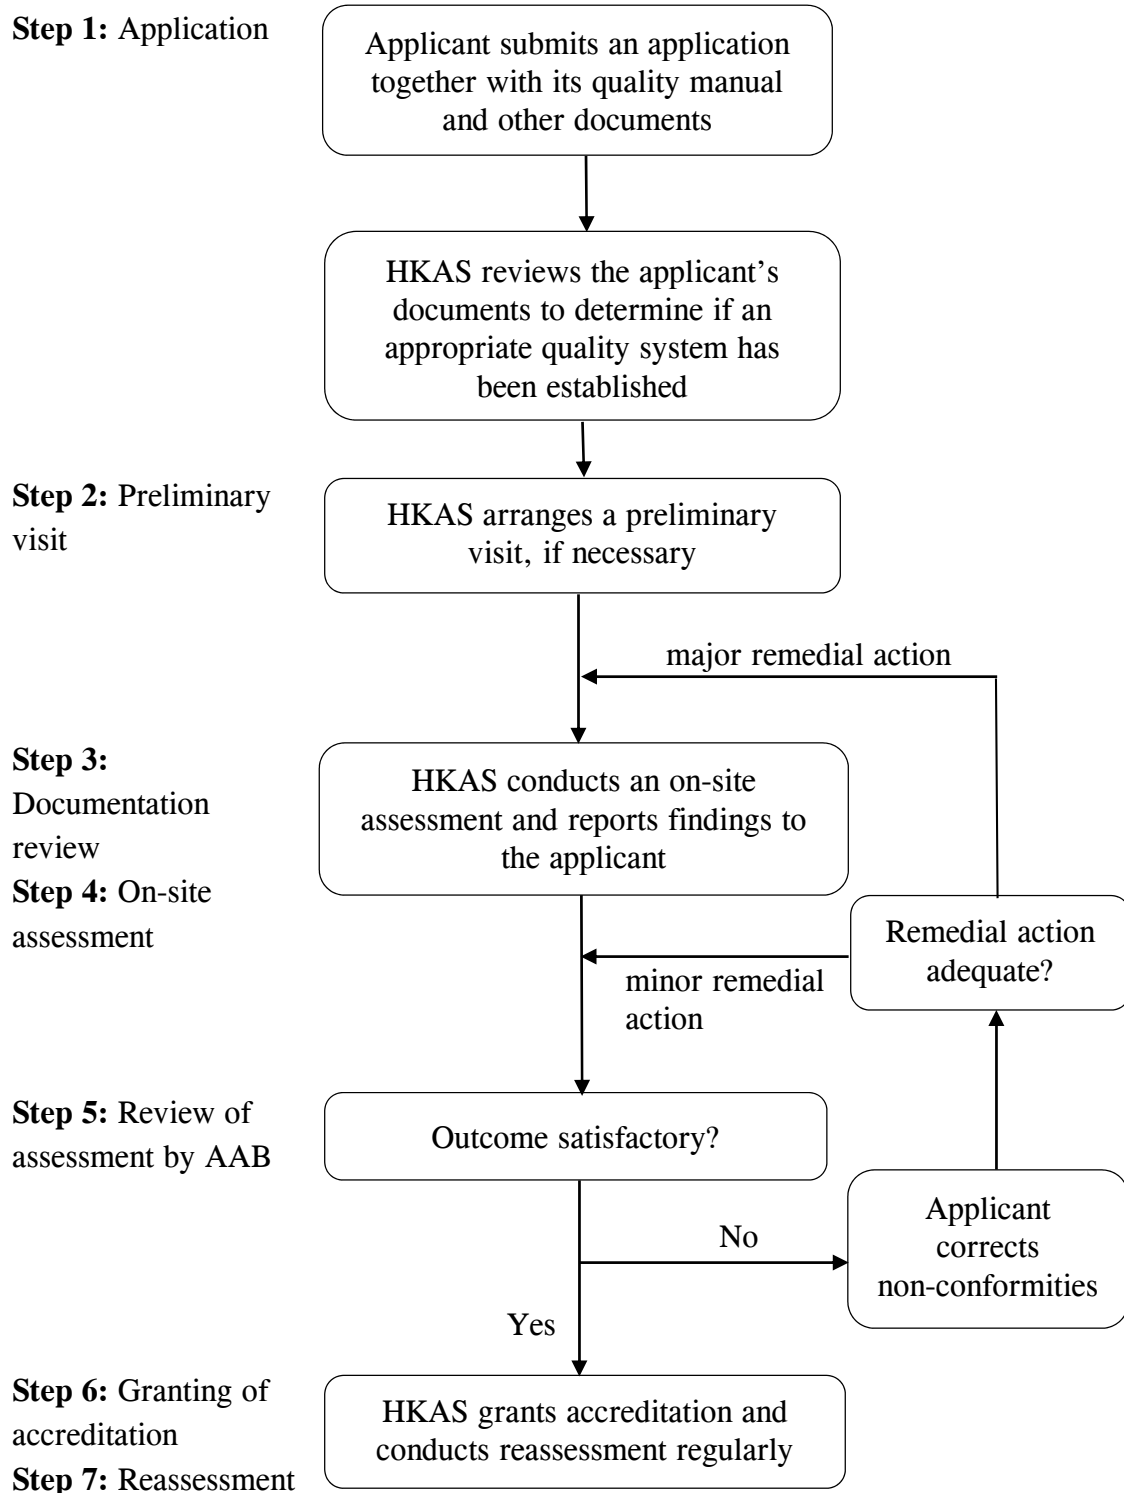 Step 1: Application
Applicant submits an application
together with its quality manual
and other documents
HKAS reviews the applicant’s
documents to determine if an
appropriate quality system has
been established
Step 2: Preliminary
visit
HKAS arranges a preliminary
visit, if necessary
major remedial action
Step 3:
Documentation
review
Step 4: On-site
assessment
HKAS conducts an on-site
assessment and reports findings to
the applicant
Remedial action
adequate?
minor remedial
action
Step 5: Review of
assessment by AAB
Outcome satisfactory?
No
Applicant
corrects
non-conformities
Yes
Step 6: Granting of
accreditation
Step 7: Reassessment
HKAS grants accreditation and
conducts reassessment regularly